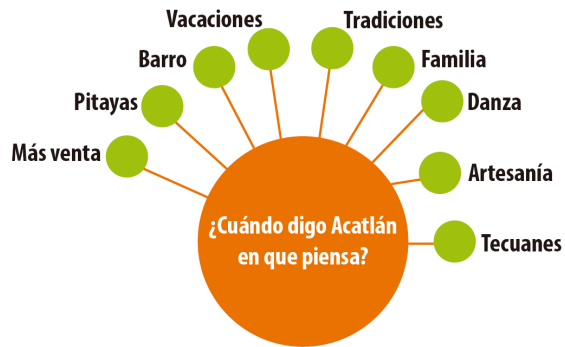 Más venta
Pitayas
Barro
Vacaciones
Tradiciones
Familia
Danza
Artesanía
Tecuanes
¿Cuándo digo Acatlán
en que piensa?